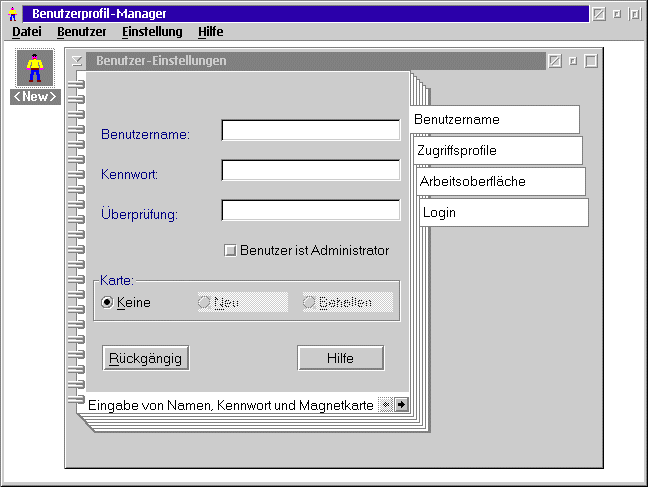 Benutzerprofil-Manager
Datei Benutzer Einstellung Hilfe
<New>
Benutzer-Einstellungen
Benutzername:
Kennwort:
Überprüfung:
Benutzer ist Administrator
Karte:
Keine Neu Behalten
Rückgängig Hilfe
Eingabe von Namen, Kennwort und Magnetkarte
Benutzername
Zugriffsprofile
Arbeitsoberfläche
Login